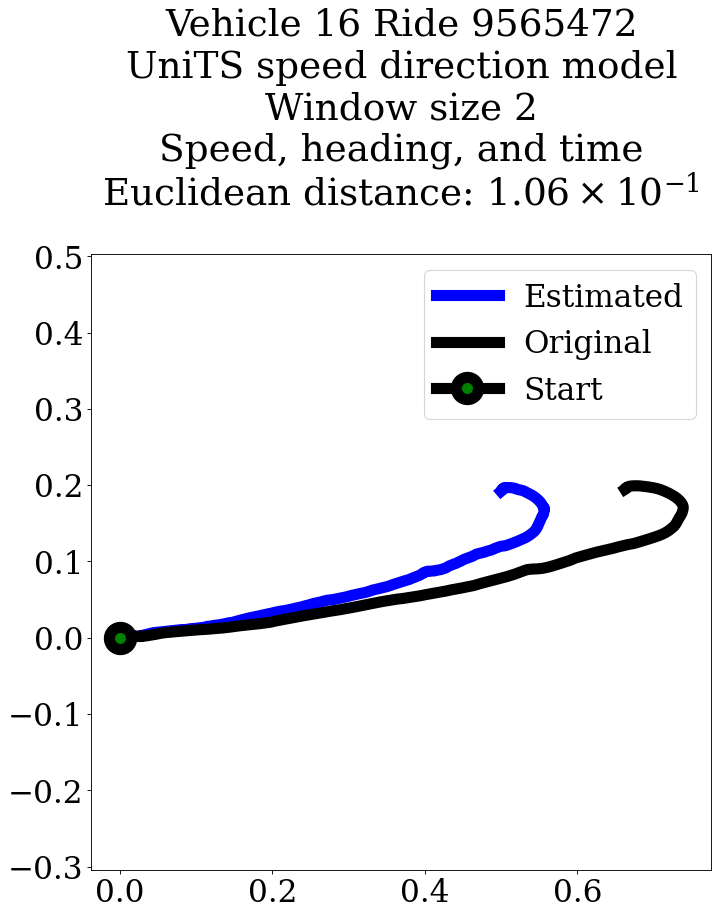 Vehicle 16 Ride 9565472
UniTS speed direction model
Window size 2
Speed, heading, and time
Euclidean distance: 1.06 × 10⁻¹
Estimated
Original
Start
0.5
0.4
0.3
0.2
0.1
0.0
−0.1
−0.2
−0.3
0.0 0.2 0.4 0.6